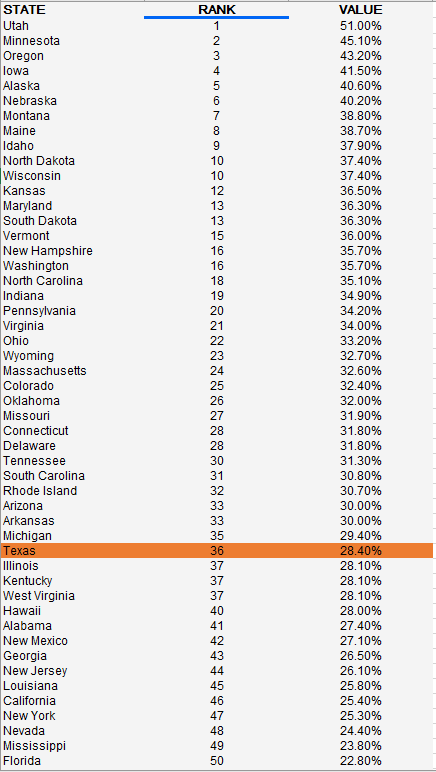 STATE RANK VALUE
Utah 1 51.00%
Minnesota 2 45.10%
Oregon 3 43.20%
Iowa 4 41.50%
Alaska 5 40.60%
Nebraska 6 40.20%
Montana 7 38.80%
Maine 8 38.70%
Idaho 9 37.90%
North Dakota 10 37.40%
Wisconsin 10 37.40%
Kansas 12 36.50%
Maryland 13 36.30%
South Dakota 13 36.30%
Vermont 15 36.00%
New Hampshire 16 35.70%
Washington 16 35.70%
North Carolina 18 35.10%
Indiana 19 34.90%
Pennsylvania 20 34.20%
Virginia 21 34.00%
Ohio 22 33.20%
Wyoming 23 32.70%
Massachusetts 24 32.60%
Colorado 25 32.40%
Oklahoma 26 32.00%
Missouri 27 31.90%
Connecticut 28 31.80%
Delaware 28 31.80%
Tennessee 30 31.30%
South Carolina 31 30.80%
Rhode Island 32 30.70%
Arizona 33 30.00%
Arkansas 33 30.00%
Michigan 35 29.40%
Texas 36 28.40%
Illinois 37 28.10%
Kentucky 37 28.10%
West Virginia 37 28.10%
Hawaii 40 28.00%
Alabama 41 27.40%
New Mexico 42 27.10%
Georgia 43 26.50%
New Jersey 44 26.10%
Louisiana 45 25.80%
California 46 25.40%
New York 47 25.30%
Nevada 48 24.40%
Mississippi 49 23.80%
Florida 50 22.80%